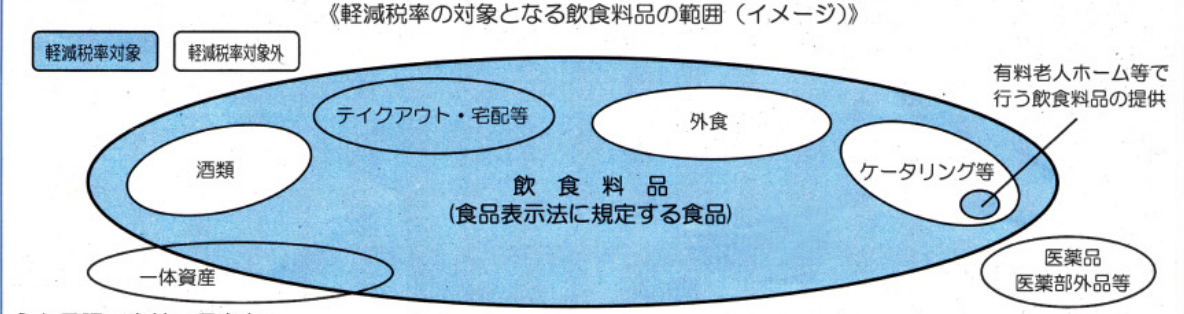 《軽減税率の対象となる飲食料品の範囲（イメージ）》
軽減税率対象
軽減税率対象外
有料老人ホーム等で
行う飲食料品の提供
テイクアウト・宅配等
外食
酒類
ケータリング等
飲食料品
(食品表示法に規定する食品)
一体資産
医薬品
医薬部外品等